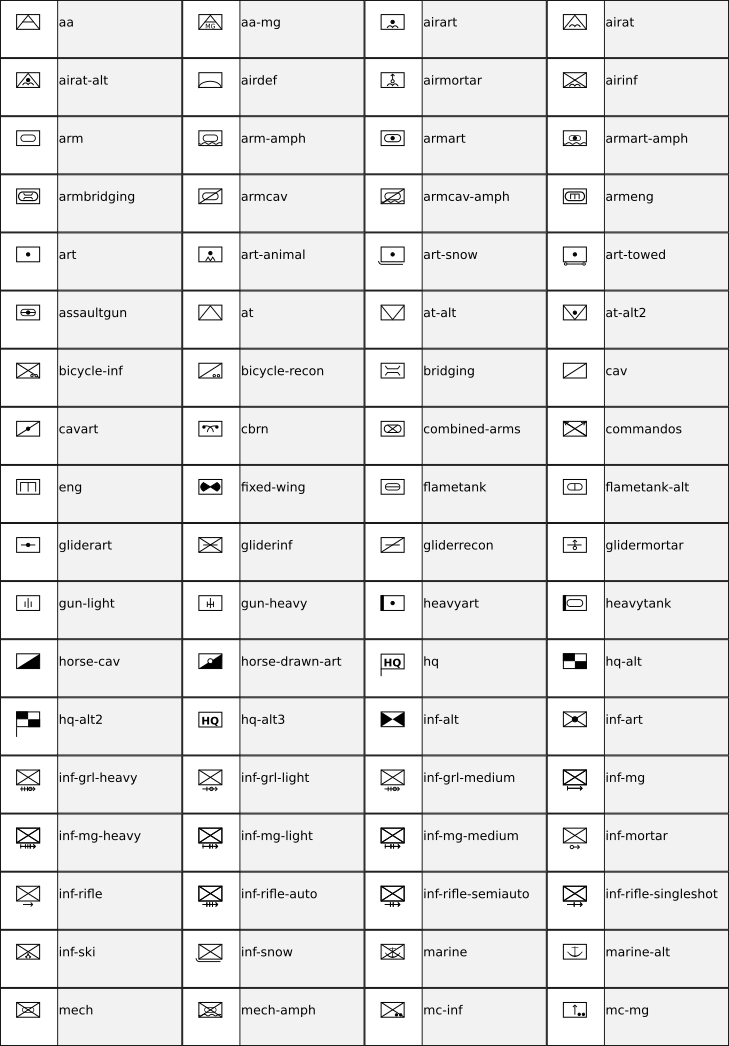 aa aa-mg airart airat
MG
airat-alt airdef airmortar airinf
arm arm-amph armart armart-amph
armbridging armcav armcav-amph armeng
art art-animal art-snow art-towed
assaultgun at at-alt at-alt2
bicycle-inf bicycle-recon bridging cav
cavart cbrn combined-arms commandos
eng fixed-wing flametank flametank-alt
gliderart gliderinf gliderrecon glidermortar
gun-light gun-heavy heavyart heavytank
horse-cav horse-drawn-art HQ hq hq-alt
hq-alt2 HQ hq-alt3 inf-alt inf-art
inf-grl-heavy inf-grl-light inf-grl-medium inf-mg
inf-mg-heavy inf-mg-light inf-mg-medium inf-mortar
inf-rifle inf-rifle-auto inf-rifle-semiauto inf-rifle-singleshot
inf-ski inf-snow marine marine-alt
mech mech-amph mc-inf mc-mg